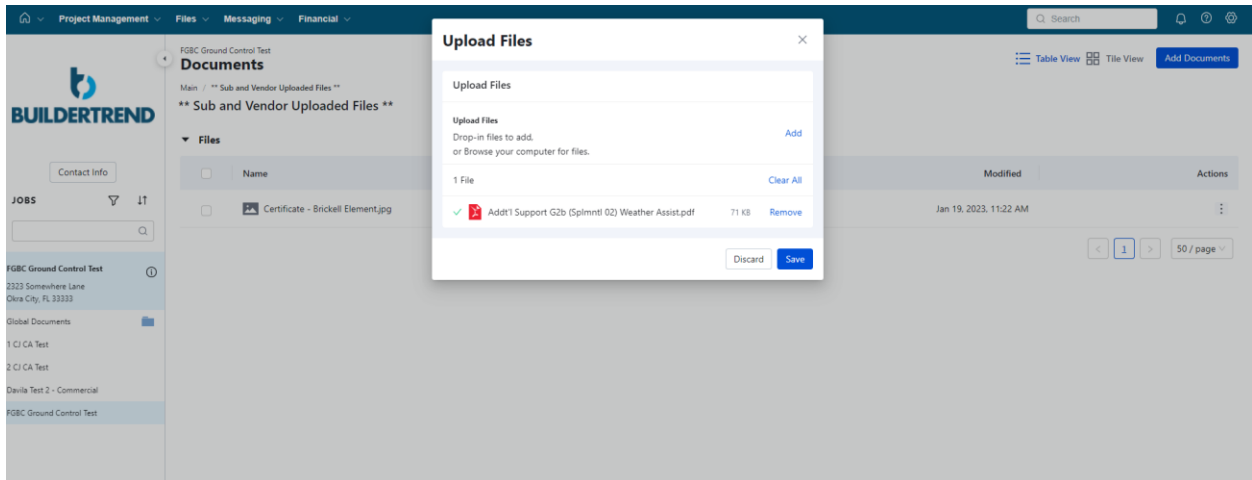 Project Management
Files
Messaging
Financial
Search
BUILDERTREND
Contact Info
JOBS
FGBC Ground Control Test
2323 Somewhere Lane
Okra City, FL 33333
Global Documents
1 CJ CA Test
2 CJ CA Test
Davila Test 2 - Commercial
FGBC Ground Control Test
FGBC Ground Control Test
Documents
Main / ** Sub and Vendor Uploaded Files **
** Sub and Vendor Uploaded Files **
Table View
Tile View
Add Documents
Files
Name
Modified
Actions
Certificate - Brickell Element.jpg
Jan 19, 2023, 11:22 AM
1
50 / page
Upload Files
Upload Files
Upload Files
Drop-in files to add.
or Browse your computer for files.
Add
1 File
Clear All
Addt'l Support G2b (Splmntl 02) Weather Assist.pdf
71 KB
Remove
Discard
Save